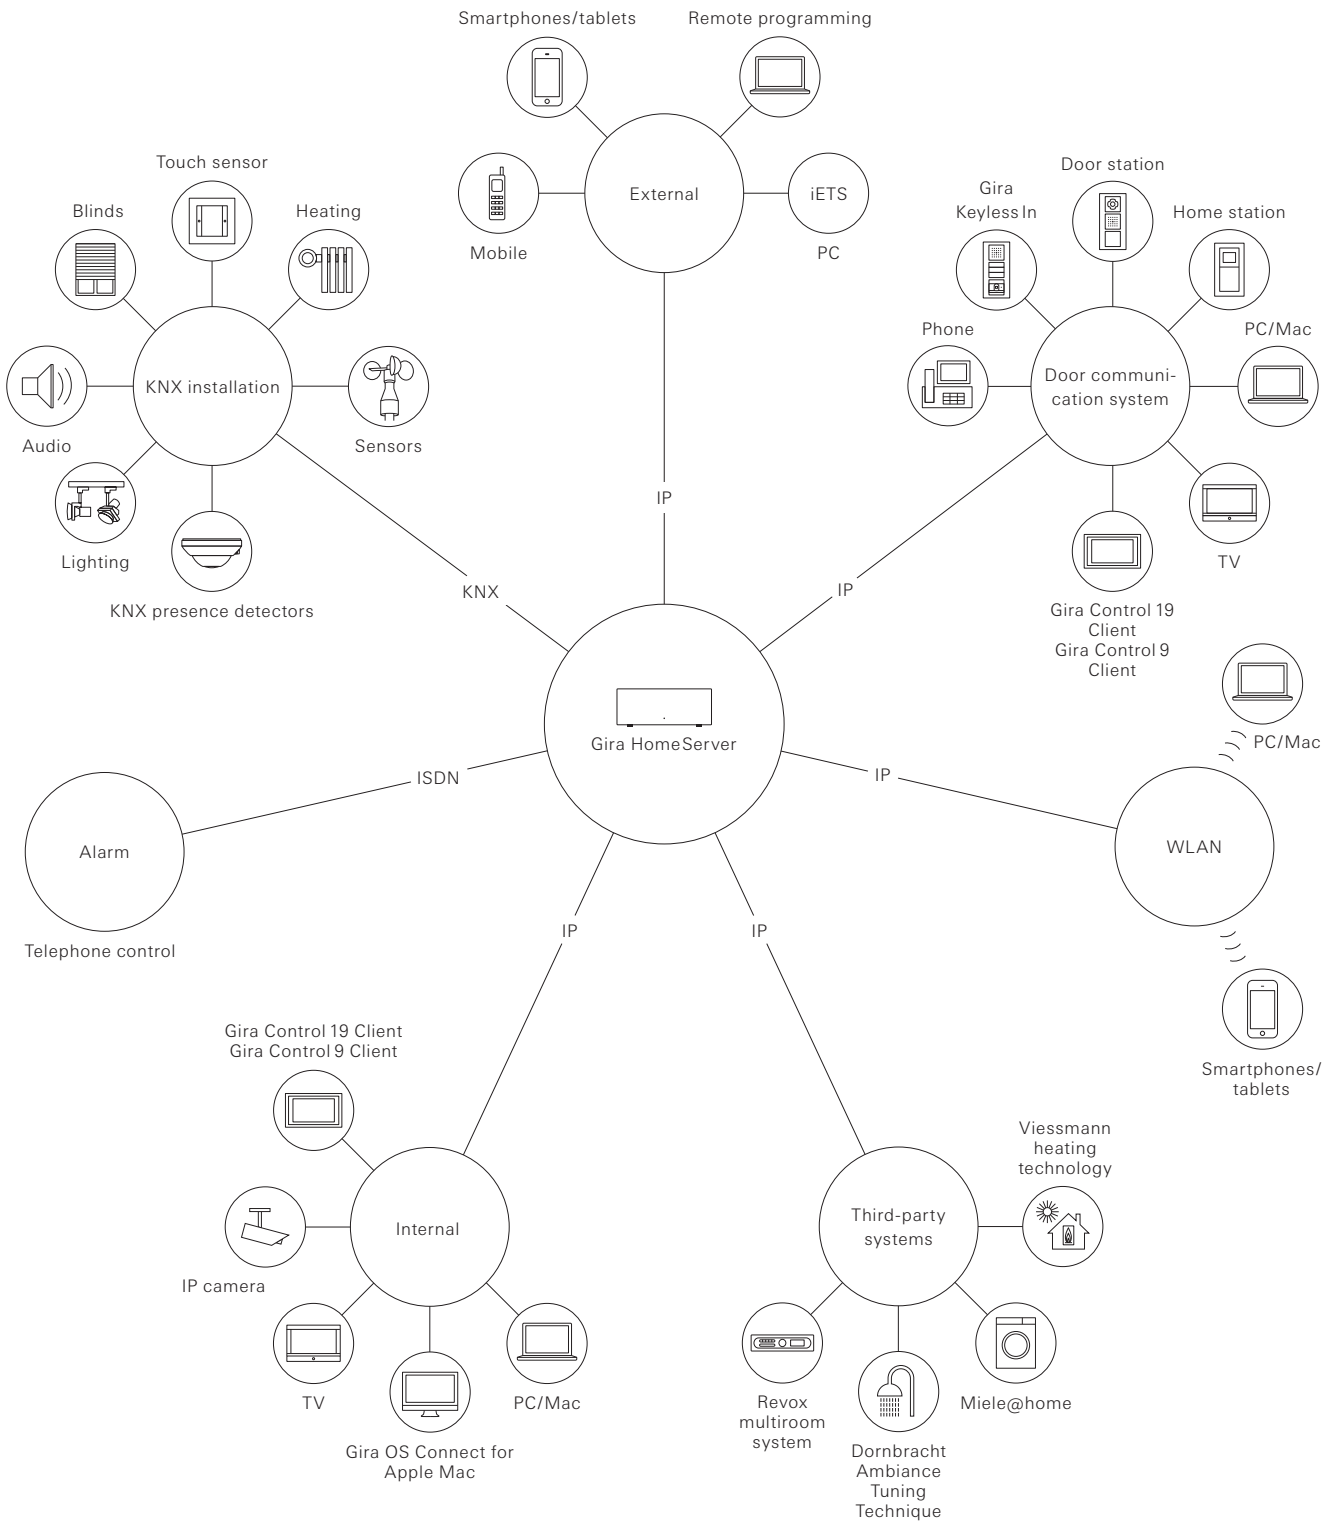 Smartphones/tablets
Remote programming
External
Mobile
iETS
PC
Touch sensor
Blinds
Heating
KNX installation
Audio
Sensors
Lighting
KNX presence detectors
Door station
Gira
Keyless In
Home station
Phone
PC/Mac
Door communi-
cation system
TV
Gira Control 19
Client
Gira Control 9
Client
IP
KNX
IP
Gira HomeServer
PC/Mac
ISDN
IP
Alarm
WLAN
Telephone control
IP
IP
Smartphones/
tablets
Gira Control 19 Client
Gira Control 9 Client
Internal
IP camera
TV
PC/Mac
Gira OS Connect for
Apple Mac
Viessmann
heating
technology
Third-party
systems
Revox
multiroom
system
Miele@home
Dornbracht
Ambiance
Tuning
Technique